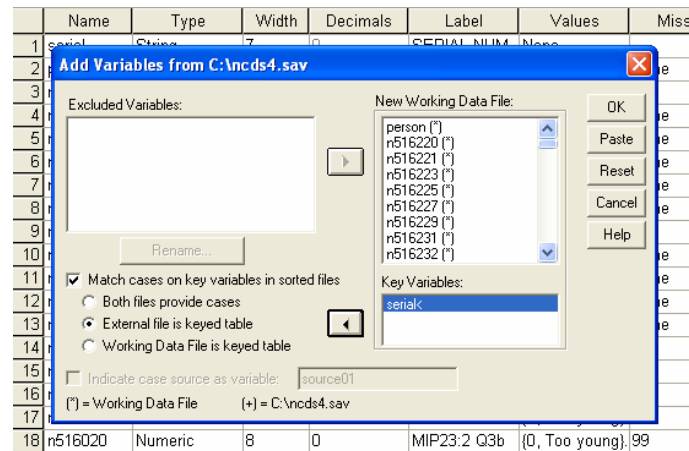 Name Type Width Decimals Label Values Miss
1 serial String 7 0 SERIAL NUM None
Add Variables from C:\ncds4.sav
2
3
4
5
6
7
8
9
10
11
12
13
14
15
16
17
Excluded Variables:
New Working Data File:
person (*)
n516220 (*)
n516221 (*)
n516223 (*)
n516225 (*)
n516227 (*)
n516229 (*)
n516231 (*)
n516232 (*)
OK
Paste
Reset
Cancel
Help
Rename...
Match cases on key variables in sorted files
Both files provide cases
External file is keyed table
Working Data File is keyed table
Key Variables:
serial<
Indicate case source as variable: source01
(*) = Working Data File (+) = C:\ncds4.sav
18 n516020 Numeric 8 0 MIP23:2 Q3b {0, Too young}. 99